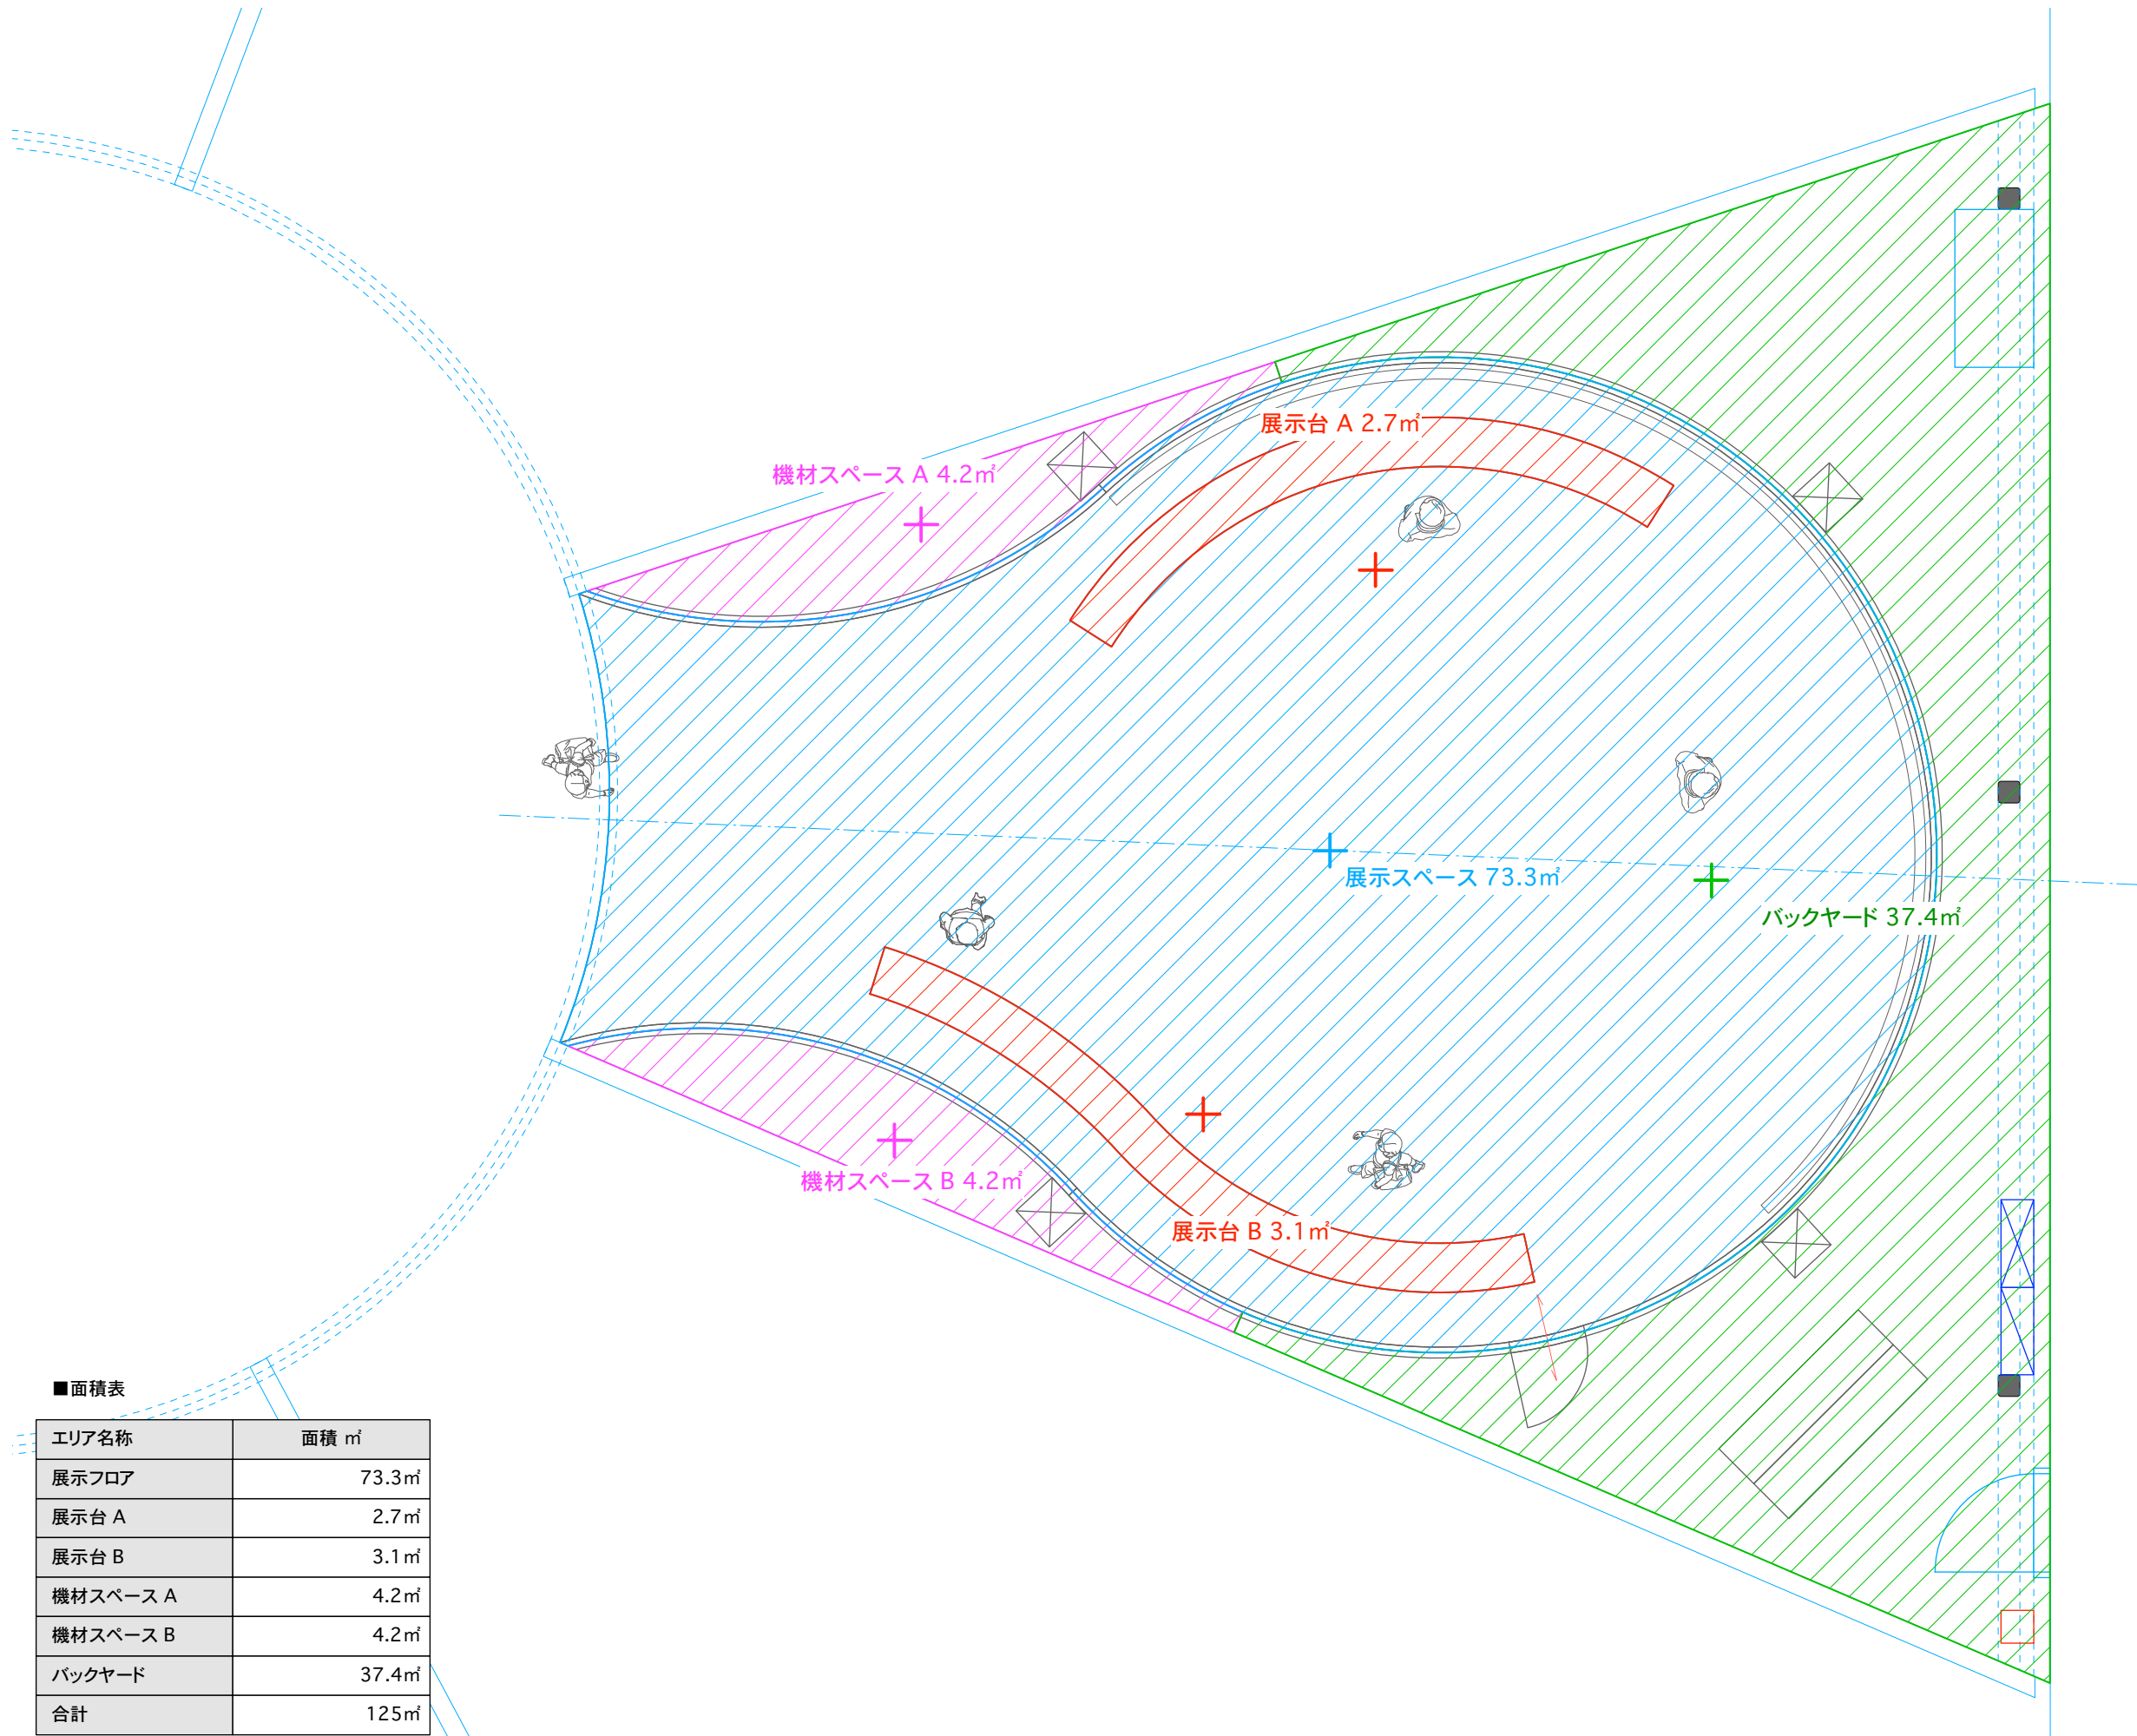 展示台 A 2.7㎡
機材スペース A 4.2㎡
展示スペース 73.3㎡
バックヤード 37.4㎡
機材スペース B 4.2㎡
展示台 B 3.1㎡
■面積表
エリア名称 面積 ㎡
展示フロア 73.3㎡
展示台 A 2.7㎡
展示台 B 3.1㎡
機材スペース A 4.2㎡
機材スペース B 4.2㎡
バックヤード 37.4㎡
合計 125㎡